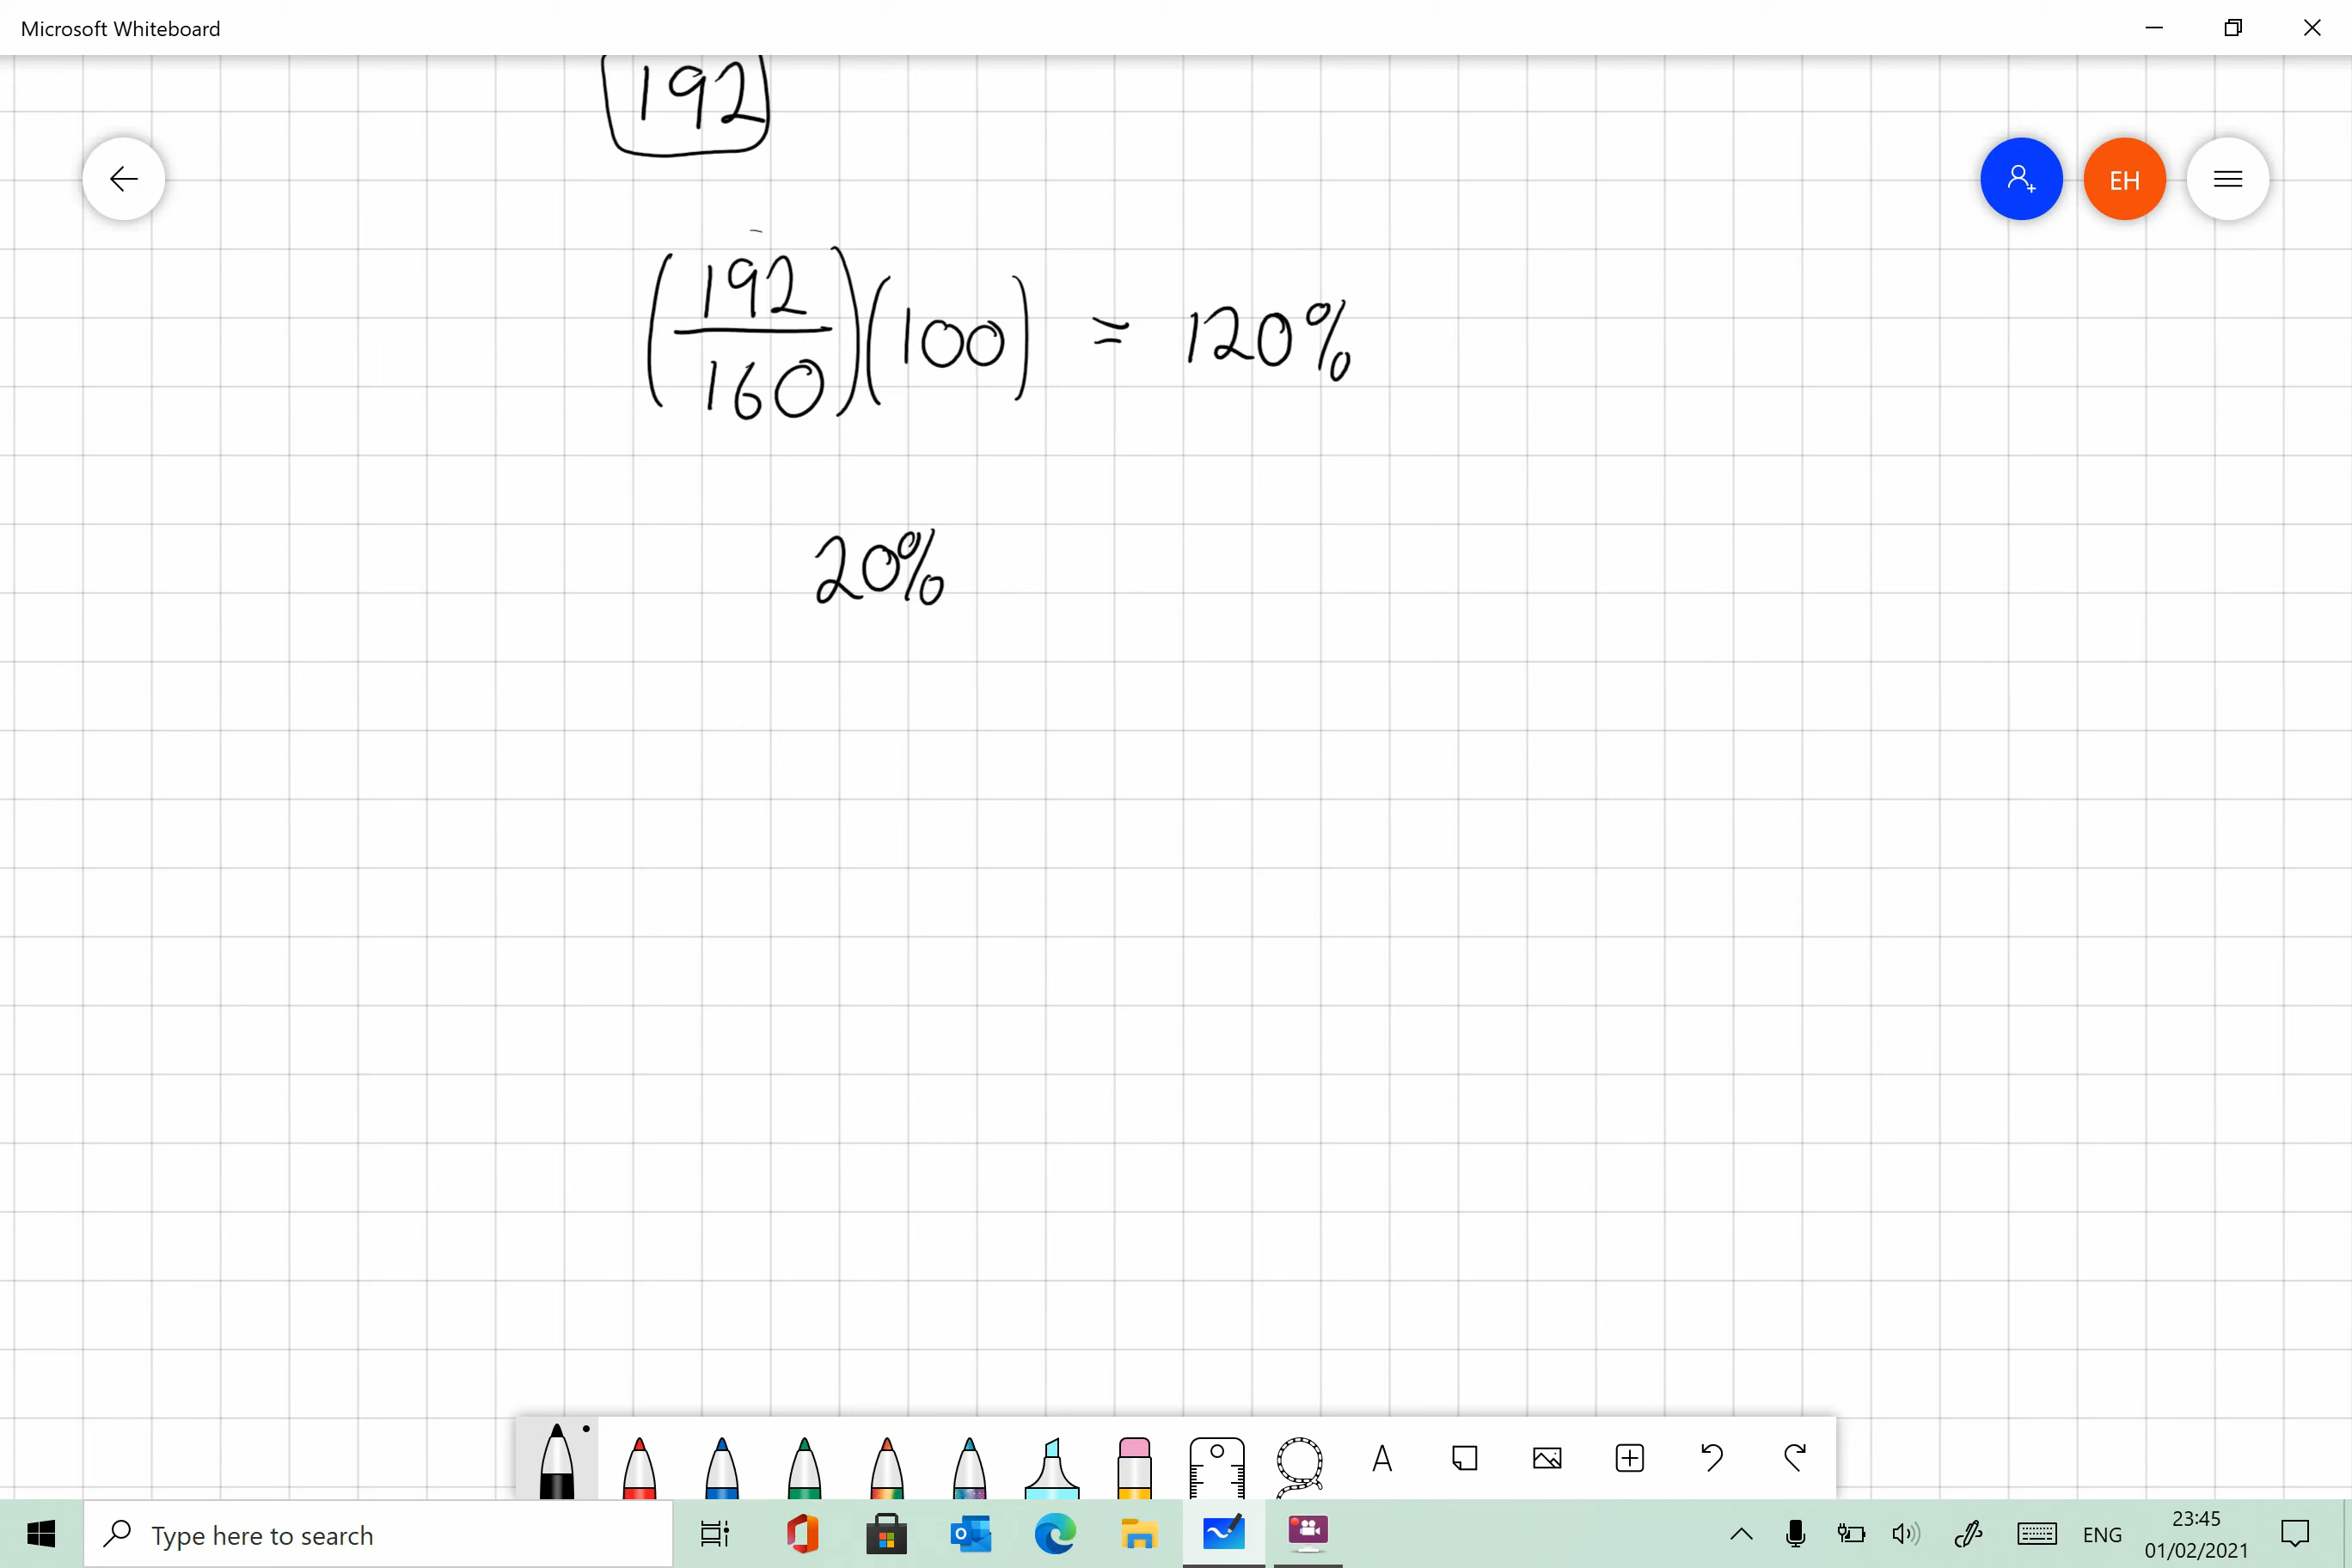 Microsoft Whiteboard
192
EH
(192/160)(100) = 120%
20%
A
Type here to search
ENG
23:45
01/02/2021